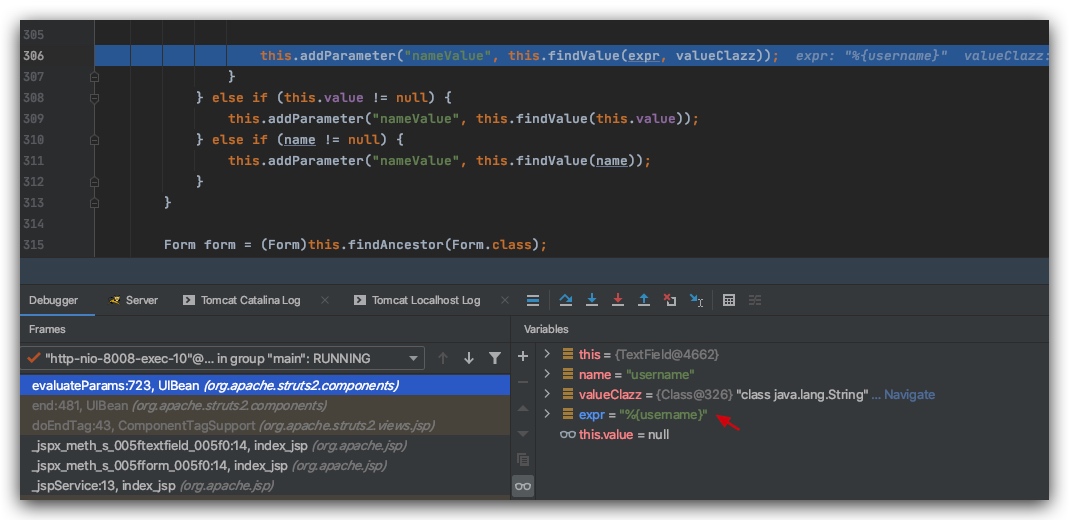 305
306 this.addParameter("nameValue", this.findValue(expr, valueClazz)); expr: "%{username}" valueClazz:
307 }
308 } else if (this.value != null) {
309 this.addParameter("nameValue", this.findValue(this.value));
310 } else if (name != null) {
311 this.addParameter("nameValue", this.findValue(name));
312 }
313 }
314
315 Form form = (Form)this.findAncestor(Form.class);
Debugger Server Tomcat Catalina Log × Tomcat Localhost Log ×
Frames Variables
"http-nio-8008-exec-10"@... in group "main": RUNNING
evaluateParams:723, UIBean (org.apache.struts2.components)
end:481, UIBean (org.apache.struts2.components)
doEndTag:43, ComponentTagSupport (org.apache.struts2.views.jsp)
_jspx_meth_s_005ftextfield_005f0:14, index_jsp (org.apache.jsp)
_jspx_meth_s_005fform_005f0:14, index_jsp (org.apache.jsp)
_jspService:13, index_jsp (org.apache.jsp)
this = {TextField@4662}
name = "username"
valueClazz = {Class@326} "class java.lang.String" ... Navigate
expr = "%{username}"
this.value = null